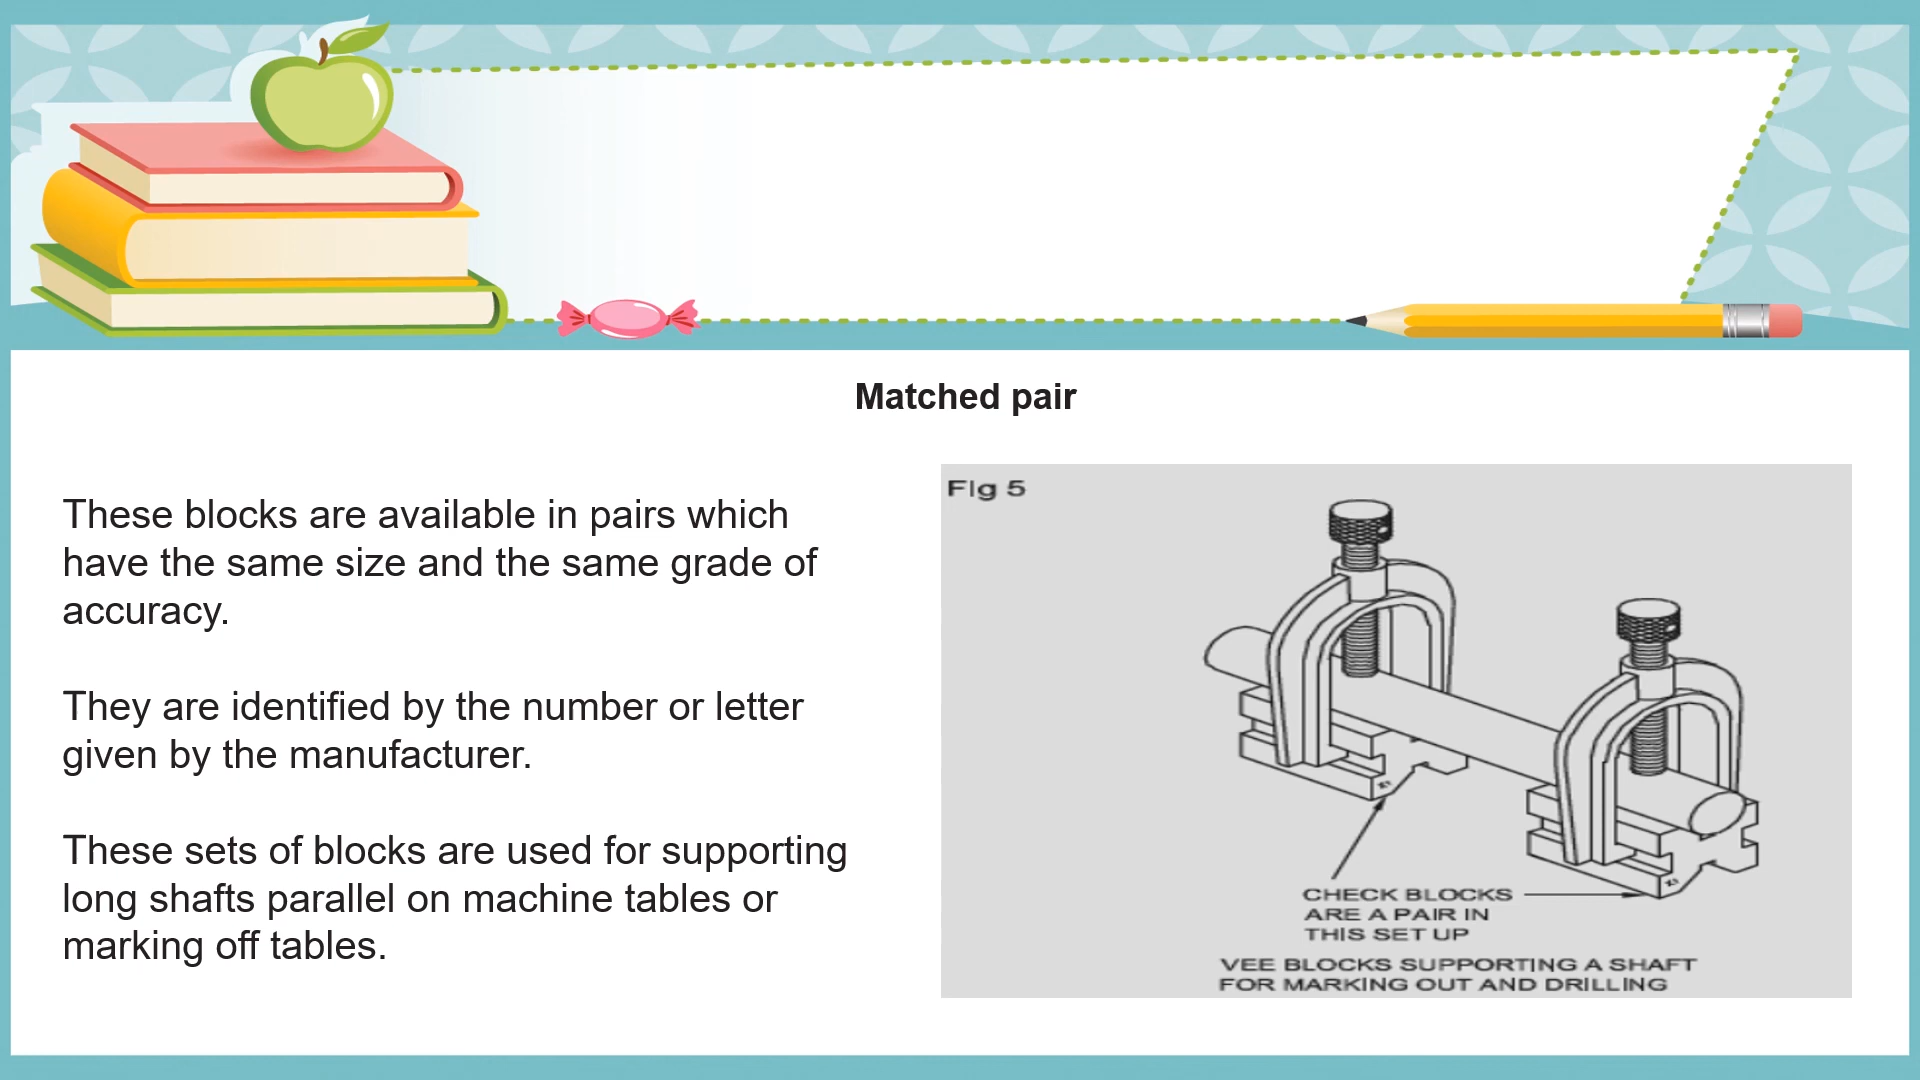 Matched pair
These blocks are available in pairs which
have the same size and the same grade of
accuracy.
They are identified by the number or letter
given by the manufacturer.
These sets of blocks are used for supporting
long shafts parallel on machine tables or
marking off tables.
Fig 5
X1
X1
CHECK BLOCKS
ARE A PAIR IN
THIS SET UP
VEE BLOCKS SUPPORTING A SHAFT
FOR MARKING OUT AND DRILLING